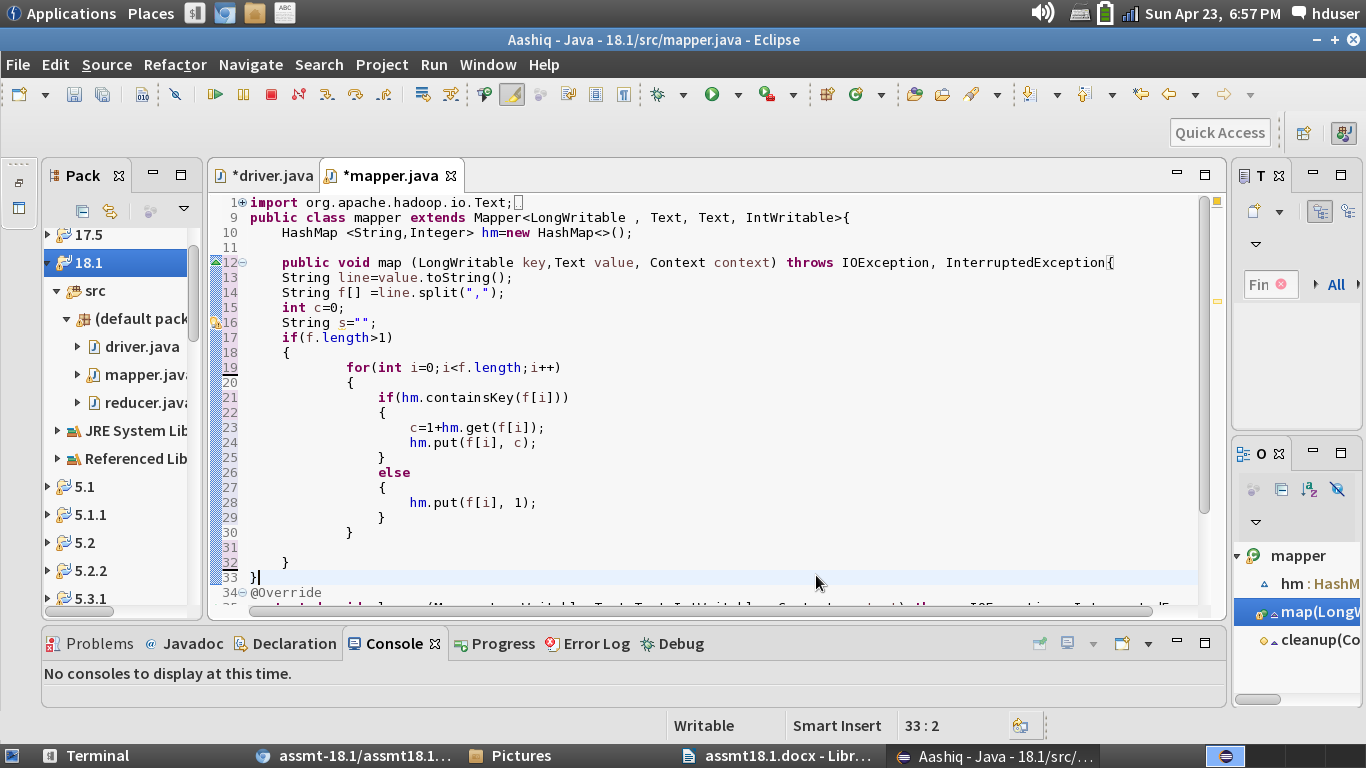 Applications Places Sun Apr 23, 6:57 PM hduser
Aashiq - Java - 18.1/src/mapper.java - Eclipse
File Edit Source Refactor Navigate Search Project Run Window Help
Quick Access
Pack
17.5
18.1
src
(default pack
driver.java
mapper.java
reducer.java
JRE System Lib
Referenced Lib
5.1
5.1.1
5.2
5.2.2
5.3.1
*driver.java *mapper.java
1 import org.apache.hadoop.io.Text;
9 public class mapper extends Mapper<LongWritable , Text, Text, IntWritable>{
10 HashMap <String,Integer> hm=new HashMap<>();
11
12 public void map (LongWritable key,Text value, Context context) throws IOException, InterruptedException{
13 String line=value.toString();
14 String f[] =line.split(",");
15 int c=0;
16 String s="";
17 if(f.length>1)
18 {
19 for(int i=0;i<f.length;i++)
20 {
21 if(hm.containsKey(f[i]))
22 {
23 c=1+hm.get(f[i]);
24 hm.put(f[i], c);
25 }
26 else
27 {
28 hm.put(f[i], 1);
29 }
30 }
31
32 }
33 }
34 @Override
T
Fin All
O
mapper
hm : HashM
map(LongW
cleanup(Co
Problems Javadoc Declaration Console Progress Error Log Debug
No consoles to display at this time.
Writable Smart Insert 33 : 2
Terminal assmt-18.1/assmt18.1... Pictures assmt18.1.docx - Libr... Aashiq - Java - 18.1/src/...